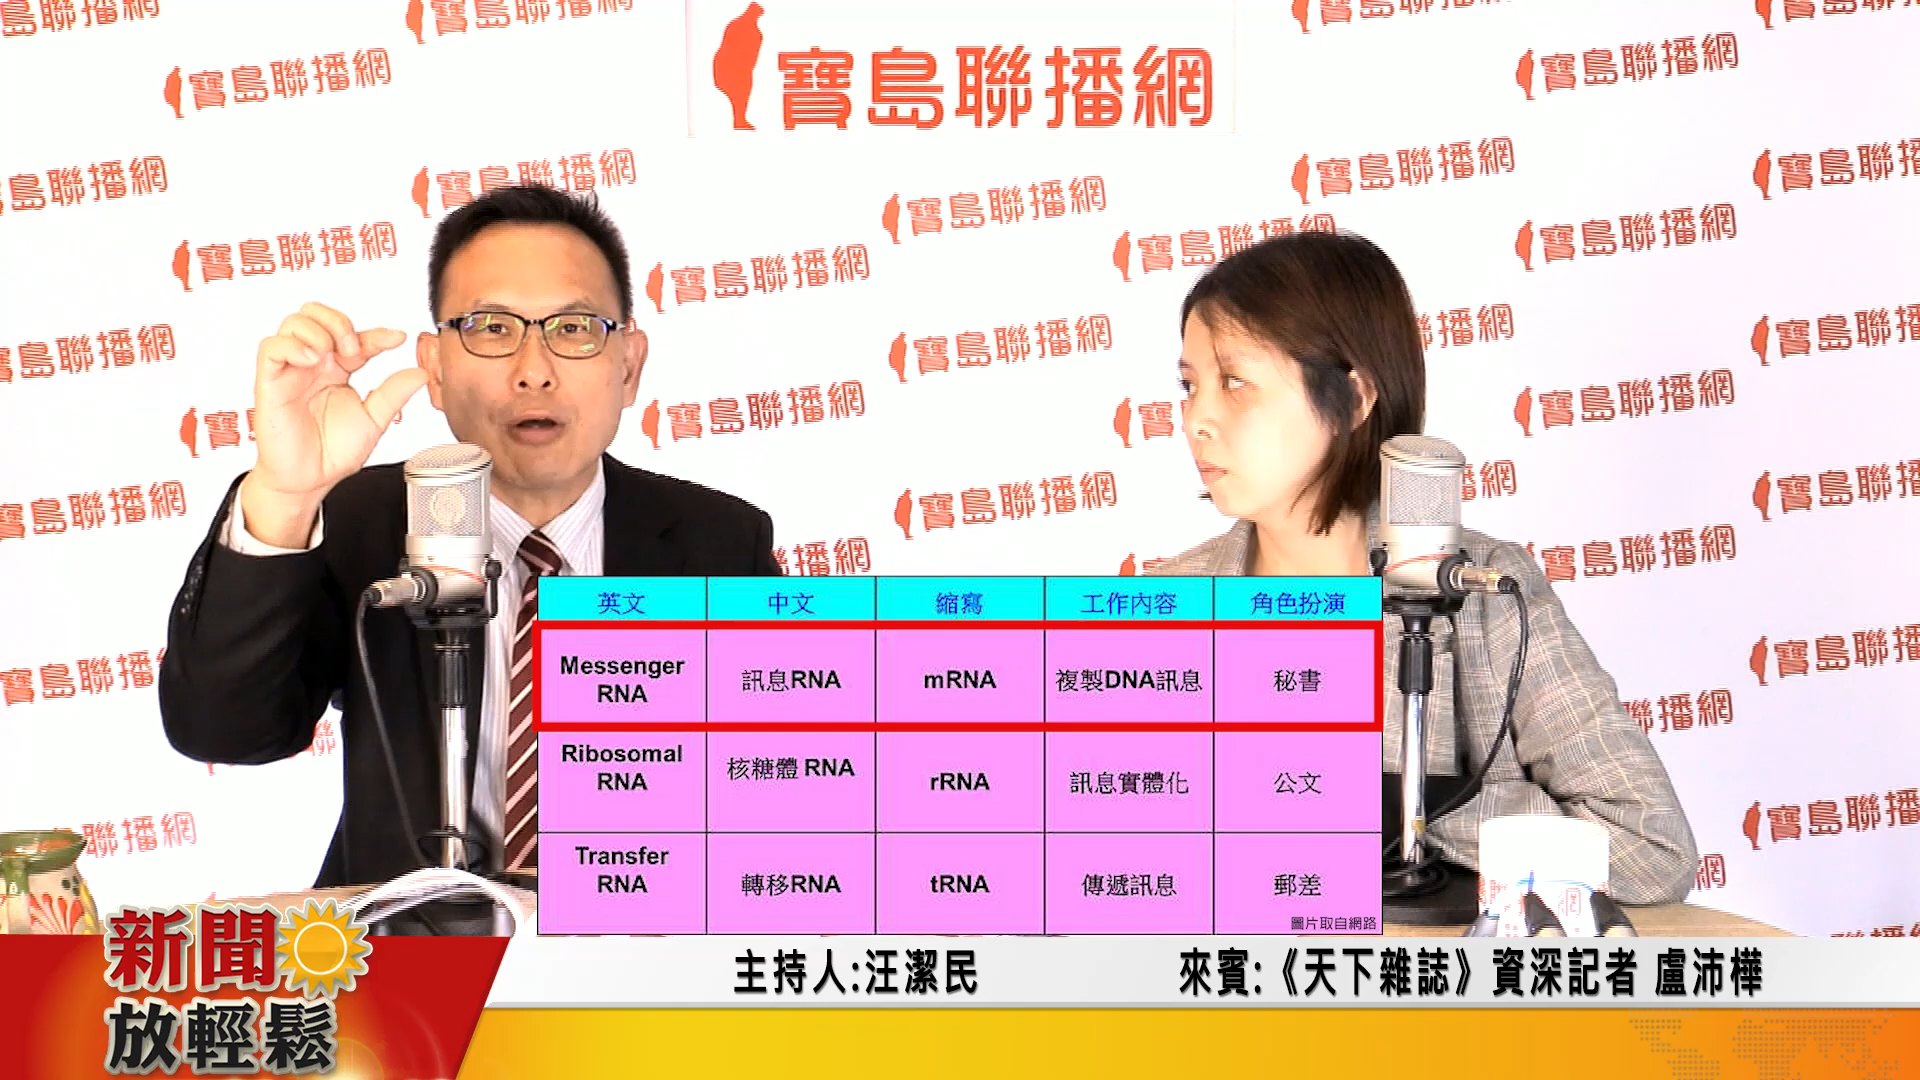 寶島聯播網
英文 中文 縮寫 工作內容 角色扮演
Messenger RNA 訊息RNA mRNA 複製DNA訊息 秘書
Ribosomal RNA 核糖體 RNA rRNA 訊息實體化 公文
Transfer RNA 轉移RNA tRNA 傳遞訊息 郵差
圖片取自網路
新聞
放輕鬆
主持人:汪潔民 來賓:《天下雜誌》資深記者 盧沛樺